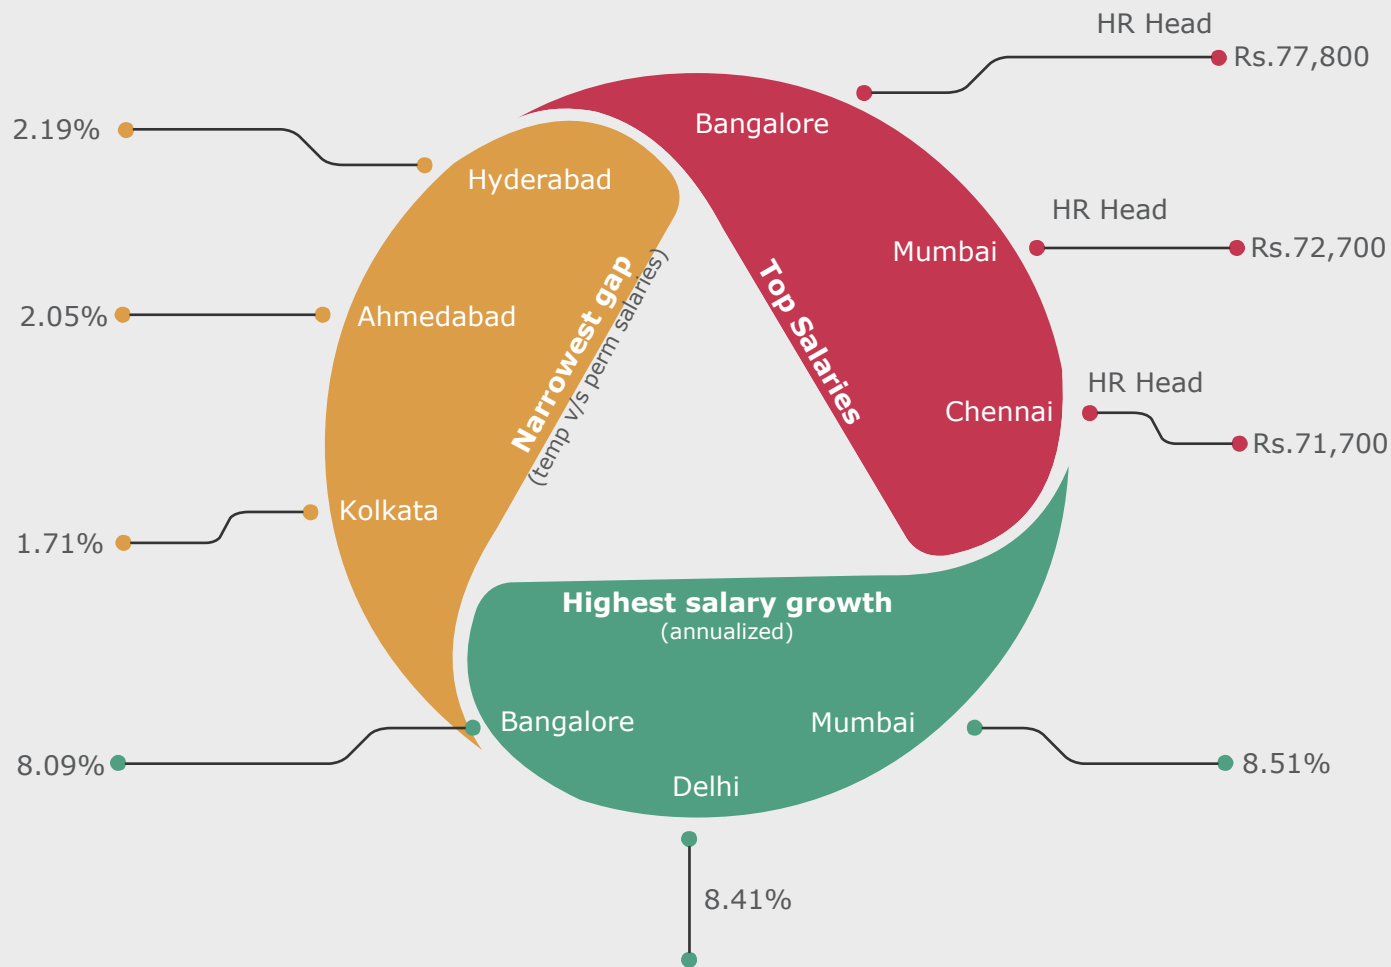 HR Head
Rs.77,800
Bangalore
2.19%
Hyderabad
HR Head
Mumbai
Rs.72,700
Top Salaries
Narrowest gap
(temp v/s perm salaries)
2.05%
Ahmedabad
HR Head
Chennai
Rs.71,700
Kolkata
1.71%
Highest salary growth
(annualized)
Bangalore
Mumbai
8.09%
8.51%
Delhi
8.41%